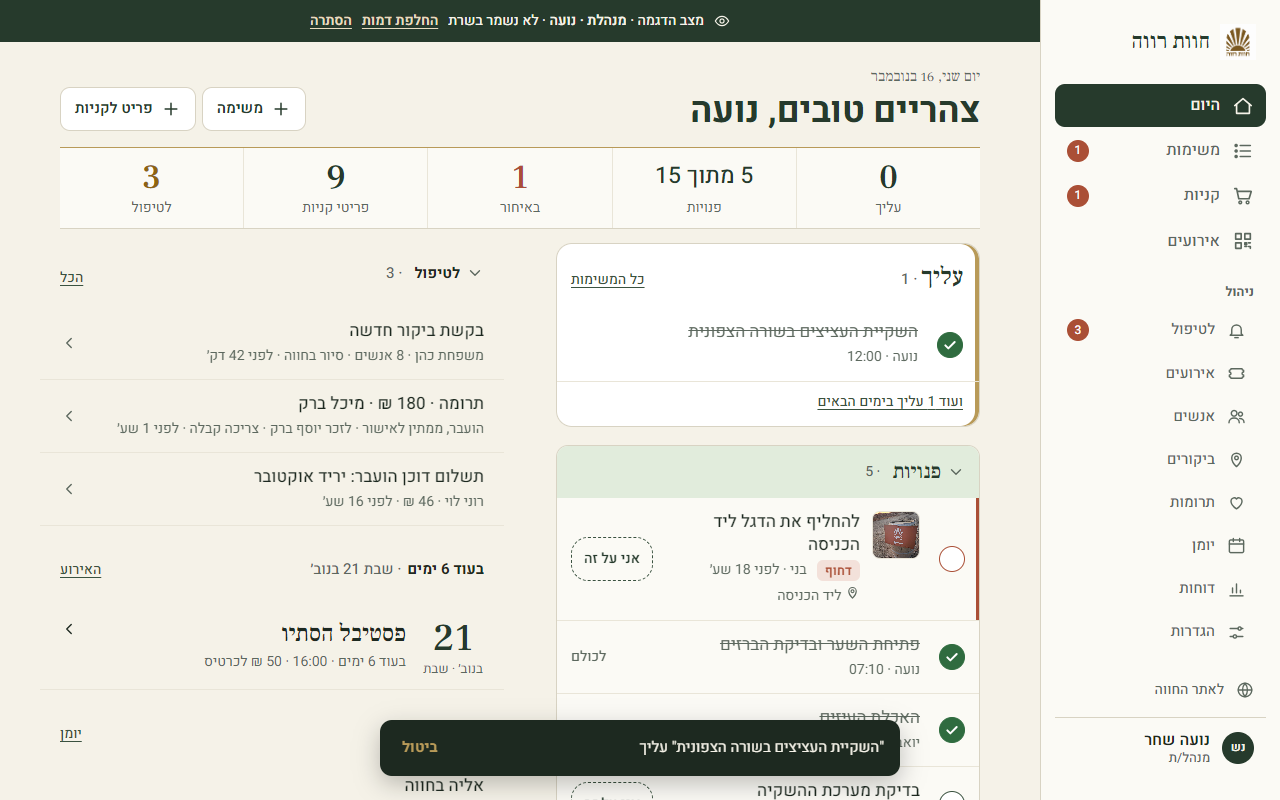 מצב הדגמה · מנהלת · נועה · לא נשמר בשרת החלפת דמות הסתרה
חוות רווה
היום
משימות 1
קניות 1
אירועים
ניהול
לטיפול 3
אירועים
אנשים
ביקורים
תרומות
יומן
דוחות
הגדרות
לאתר החווה
נש
נועה שחר
מנהל/ת
יום שני, 16 בנובמבר
צהריים טובים, נועה
משימה
פריט לקניות
0
עליך
5 מתוך 15
פנויות
1
באיחור
9
פריטי קניות
3
לטיפול
עליך · 1
כל המשימות
השקיית העציצים בשורה הצפונית
נועה · 12:00
ועוד 1 עליך בימים הבאים
פנויות · 5
להחליף את הדגל ליד
הכניסה
דחוף בני · לפני 18 שע׳
ליד הכניסה
אני על זה
פתיחת השער ובדיקת הברזים
נועה · 07:10
לכולם
האכלת העיזים
בדיקת מערכת ההשקיה
לטיפול · 3
הכל
בקשת ביקור חדשה
משפחת כהן · 8 אנשים · סיור בחווה · לפני 42 דק׳
תרומה · 180 ₪ · מיכל ברק
הועבר, ממתין לאישור · לזכר יוסף ברק · צריכה קבלה · לפני 1 שע׳
תשלום דוכן הועבר: יריד אוקטובר
רוני לוי · 46 ₪ · לפני 16 שע׳
בעוד 6 ימים · שבת 21 בנוב׳
האירוע
21
בנוב׳ · שבת
פסטיבל הסתיו
בעוד 6 ימים · 16:00 · 50 ₪ לכרטיס
יומן
אליה בחווה
"השקיית העציצים בשורה הצפונית" עליך
ביטול